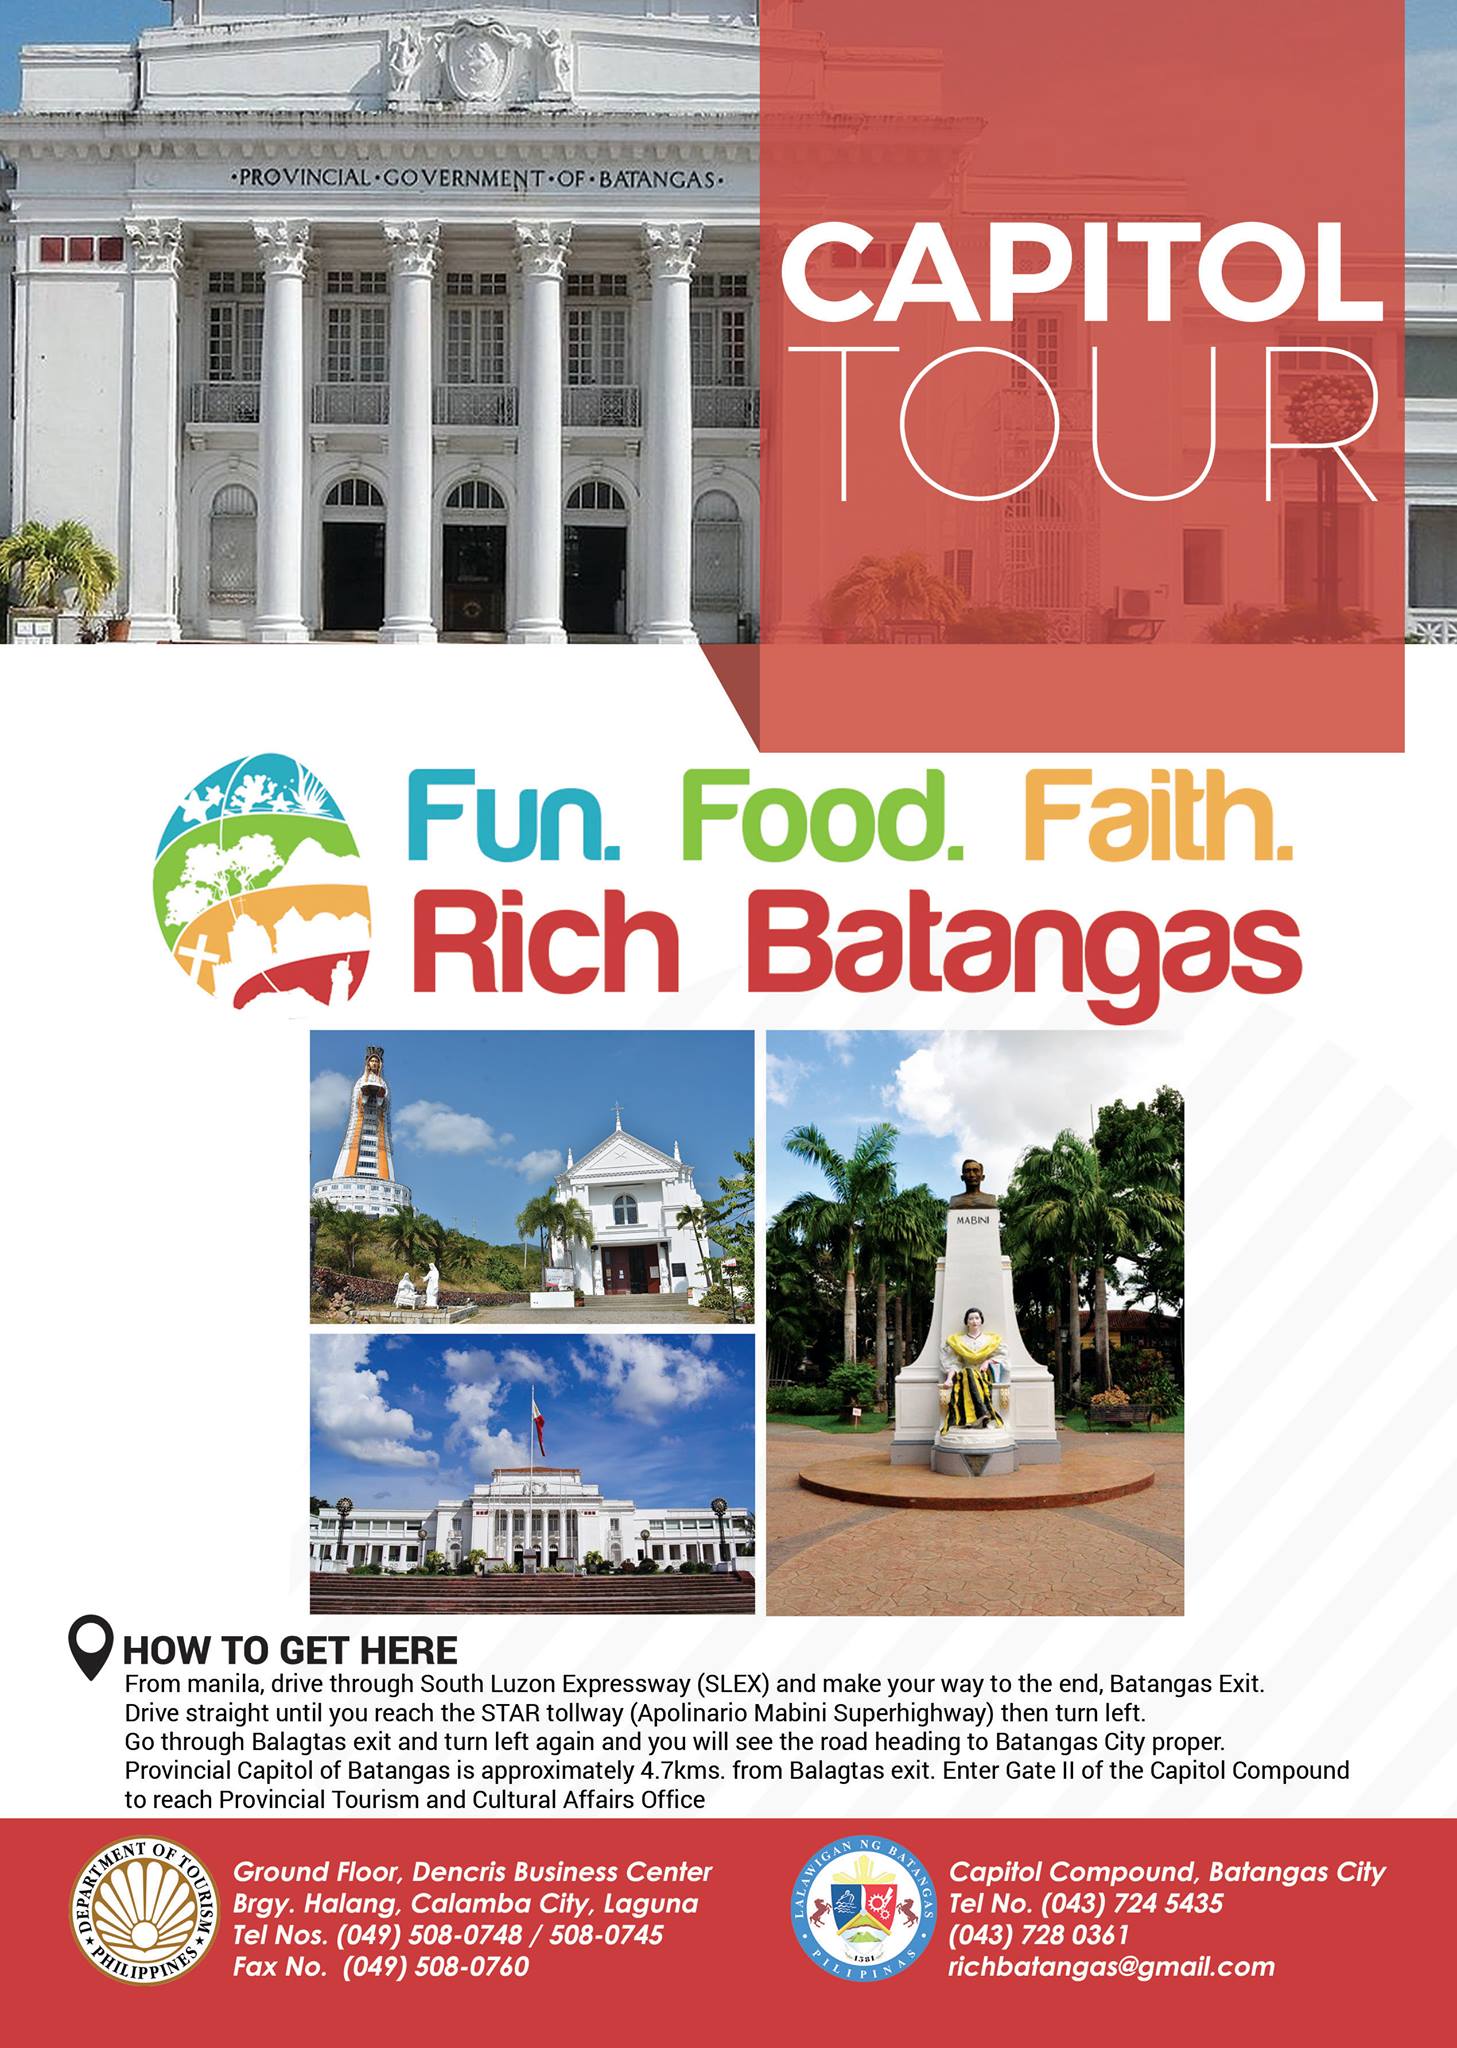 ·PROVINCIAL·GOVERNMENT·OF·BATANGAS·
CAPITOL
TOUR
Fun. Food. Faith.
Rich Batangas
MABINI
HOW TO GET HERE
From manila, drive through South Luzon Expressway (SLEX) and make your way to the end, Batangas Exit.
Drive straight until you reach the STAR tollway (Apolinario Mabini Superhighway) then turn left.
Go through Balagtas exit and turn left again and you will see the road heading to Batangas City proper.
Provincial Capitol of Batangas is approximately 4.7kms. from Balagtas exit. Enter Gate II of the Capitol Compound
to reach Provincial Tourism and Cultural Affairs Office
DEPARTMENT OF TOURISM
★ PHILIPPINES ★
Ground Floor, Dencris Business Center
Brgy. Halang, Calamba City, Laguna
Tel Nos. (049) 508-0748 / 508-0745
Fax No. (049) 508-0760
LALAWIGAN NG BATANGAS
1581
· PILIPINAS ·
Capitol Compound, Batangas City
Tel No. (043) 724 5435
(043) 728 0361
richbatangas@gmail.com